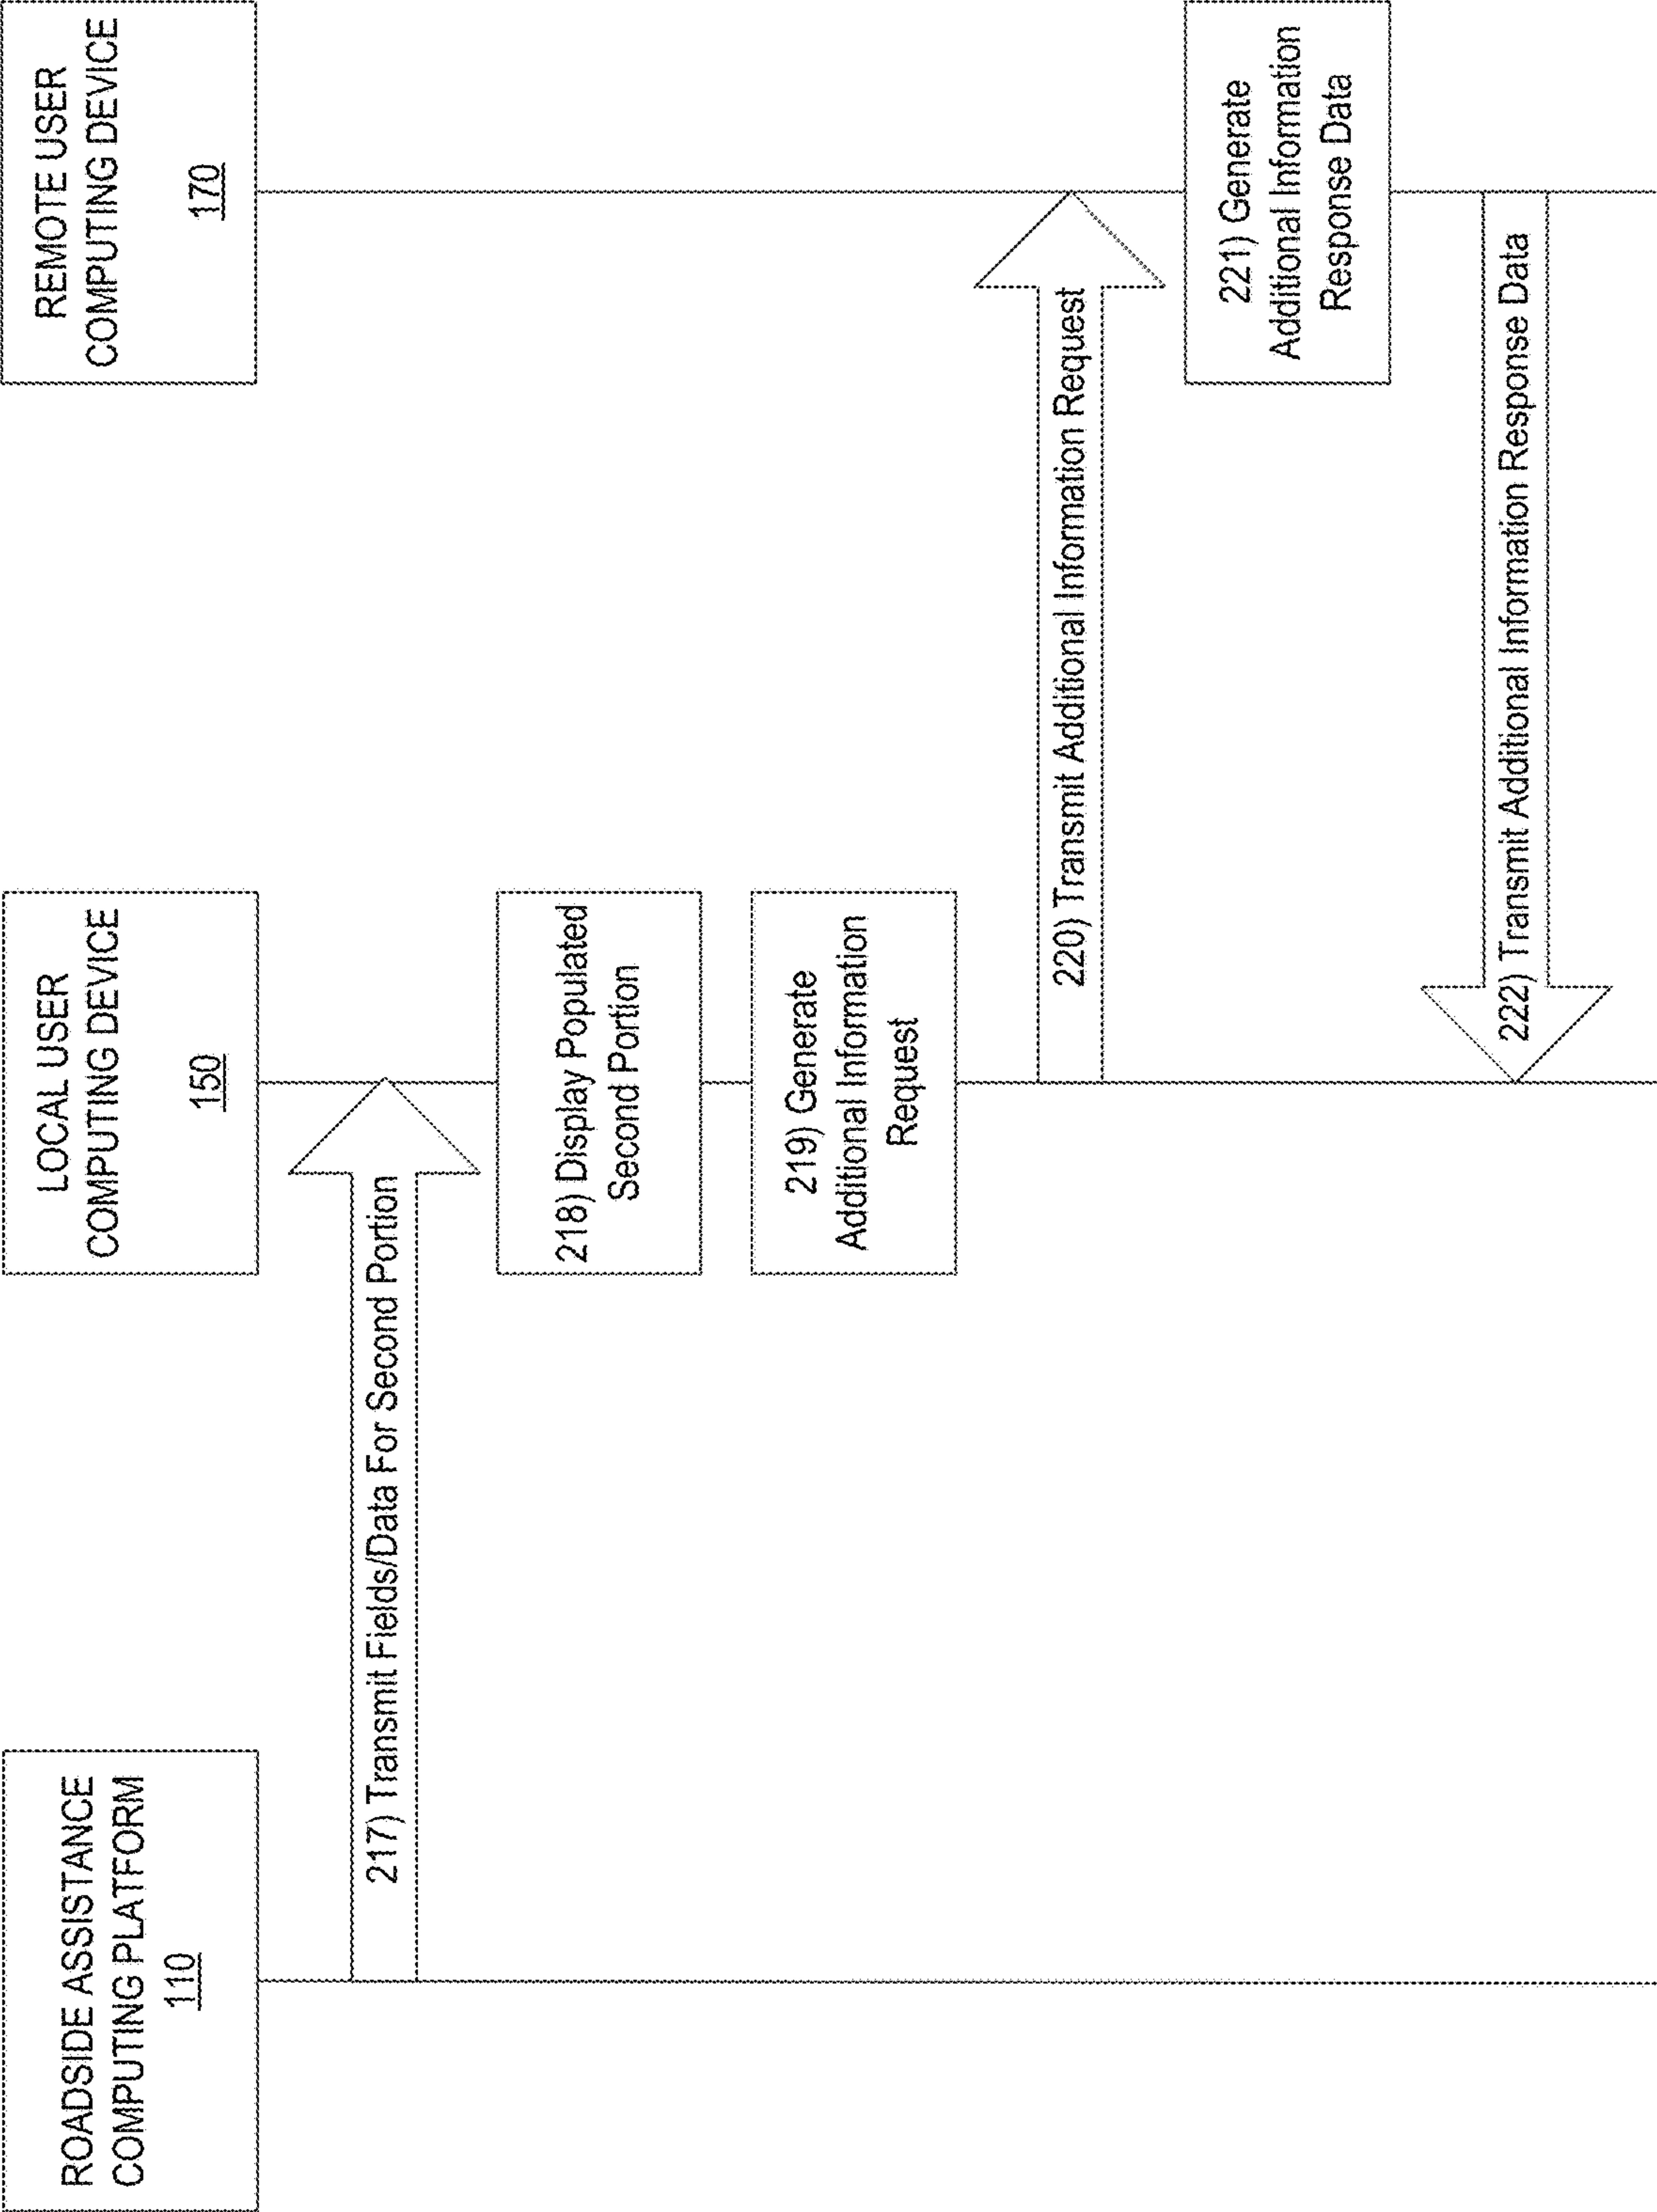 ROADSIDE ASSISTANCE
COMPUTING PLATFORM
110
LOCAL USER
COMPUTING DEVICE
150
REMOTE USER
COMPUTING DEVICE
170
217) Transmit Fields/Data For Second Portion
218) Display Populated
Second Portion
219) Generate
Additional Information
Request
220) Transmit Additional Information Request
221) Generate
Additional Information
Response Data
222) Transmit Additional Information Response Data